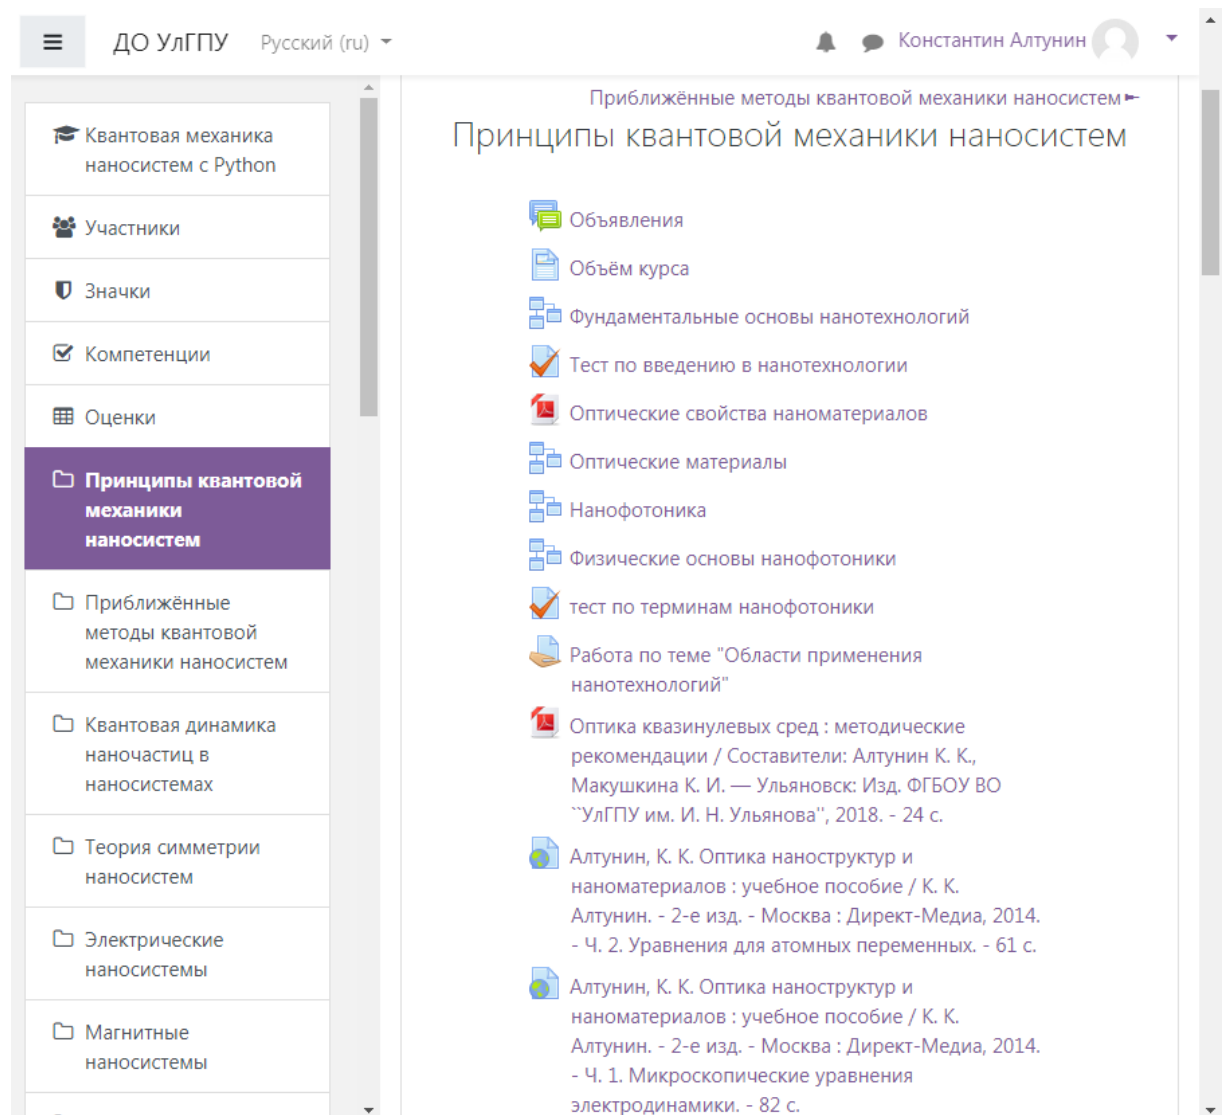 ДО УлГПУ
Русский (ru)
Константин Алтунин
Квантовая механика
наносистем с Python
Участники
Значки
Компетенции
Оценки
Принципы квантовой
механики
наносистем
Приближённые
методы квантовой
механики наносистем
Квантовая динамика
наночастиц в
наносистемах
Теория симметрии
наносистем
Электрические
наносистемы
Магнитные
наносистемы
Приближённые методы квантовой механики наносистем
Принципы квантовой механики наносистем
Объявления
Объём курса
Фундаментальные основы нанотехнологий
Тест по введению в нанотехнологии
Оптические свойства наноматериалов
Оптические материалы
Нанофотоника
Физические основы нанофотоники
тест по терминам нанофотоники
Работа по теме "Области применения
нанотехнологий"
Оптика квазинулевых сред : методические
рекомендации / Составители: Алтунин К. К.,
Макушкина К. И. — Ульяновск: Изд. ФГБОУ ВО
``УлГПУ им. И. Н. Ульянова'', 2018. - 24 с.
Алтунин, К. К. Оптика наноструктур и
наноматериалов : учебное пособие / К. К.
Алтунин. - 2-е изд. - Москва : Директ-Медиа, 2014.
- Ч. 2. Уравнения для атомных переменных. - 61 с.
Алтунин, К. К. Оптика наноструктур и
наноматериалов : учебное пособие / К. К.
Алтунин. - 2-е изд. - Москва : Директ-Медиа, 2014.
- Ч. 1. Микроскопические уравнения
электродинамики. - 82 с.